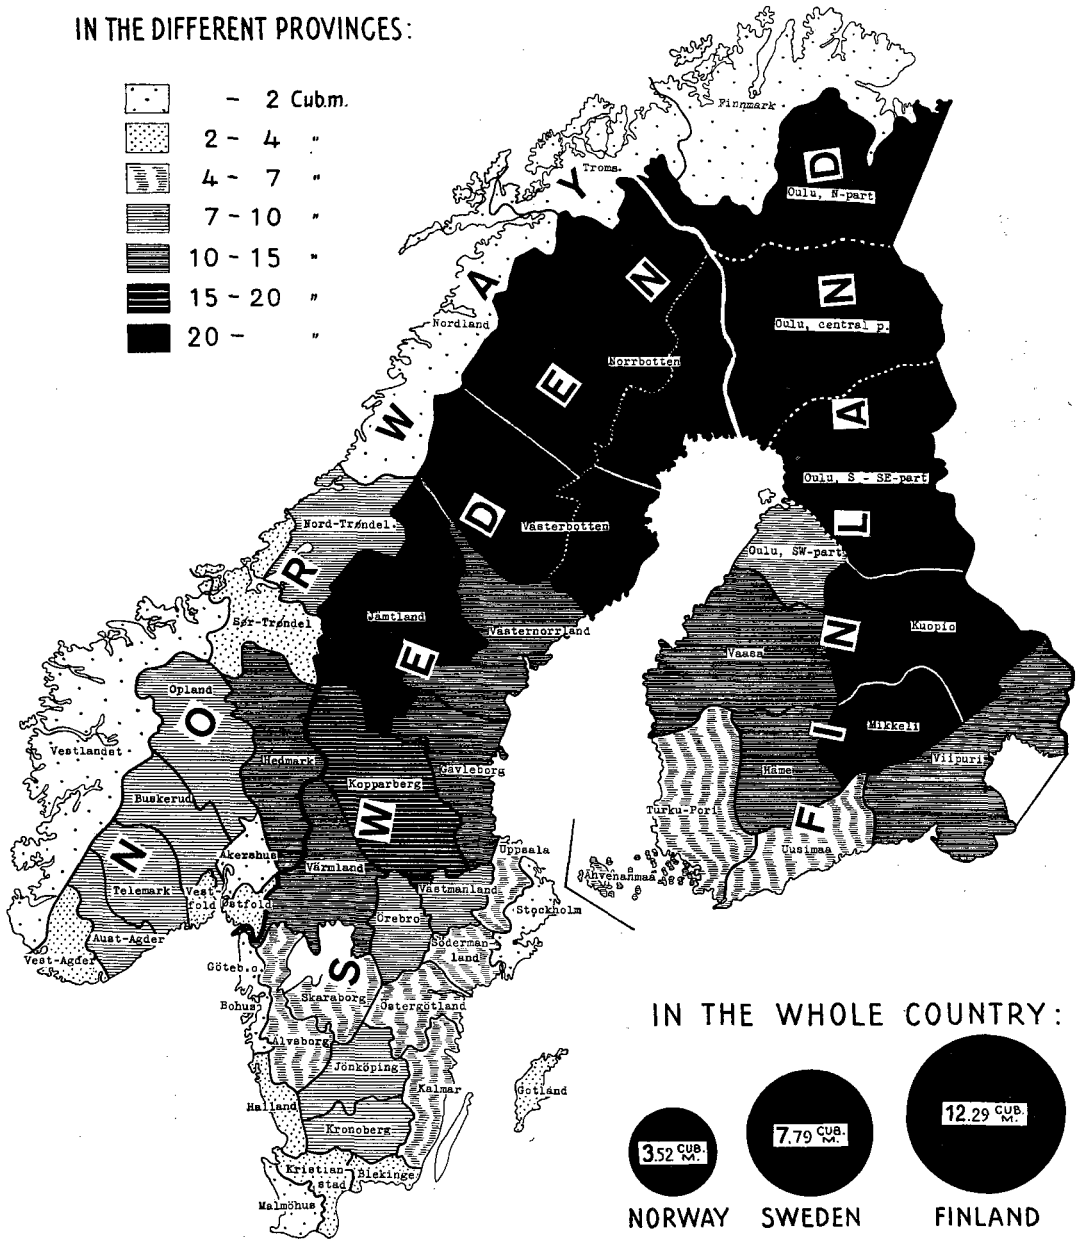 IN THE DIFFERENT PROVINCES:
- 2 Cub.m.
2 - 4 "
4 - 7 "
7 - 10 "
10 - 15 "
15 - 20 "
20 - "
NORWAY
SWEDEN
FINLAND
Finnmark
Troms.
Oulu, N-part
Nordland
Oulu, central p.
Norrbotten
Oulu, S - SE-part
Nord-Trøndel.
Västerbotten
Oulu, SW-part
Sør-Trøndel
Jämtland
Västernorrland
Kuopio
Vaasa
Opland
Mikkeli
Vestlandet
Hedmark
Gävleborg
Häme
Viipuri
Kopparberg
Buskerud
Turku-Pori
Uusimaa
Akershus
Värmland
Uppsala
Ahvenanmaa
Telemark
Vest-
fold
Østfold
Västmanland
Örebro
Stockholm
Aust-Agder
Vest-Agder
Söderman-
land
Göteb.o.
Bohus
Skaraborg
Östergötland
Älvsborg
Jönköping
Kalmar
Gotland
Halland
Kronoberg
Kristian-
stad
Blekinge
Malmöhus
IN THE WHOLE COUNTRY:
3.52 CUB. M.
7.79 CUB. M.
12.29 CUB. M.
NORWAY SWEDEN FINLAND